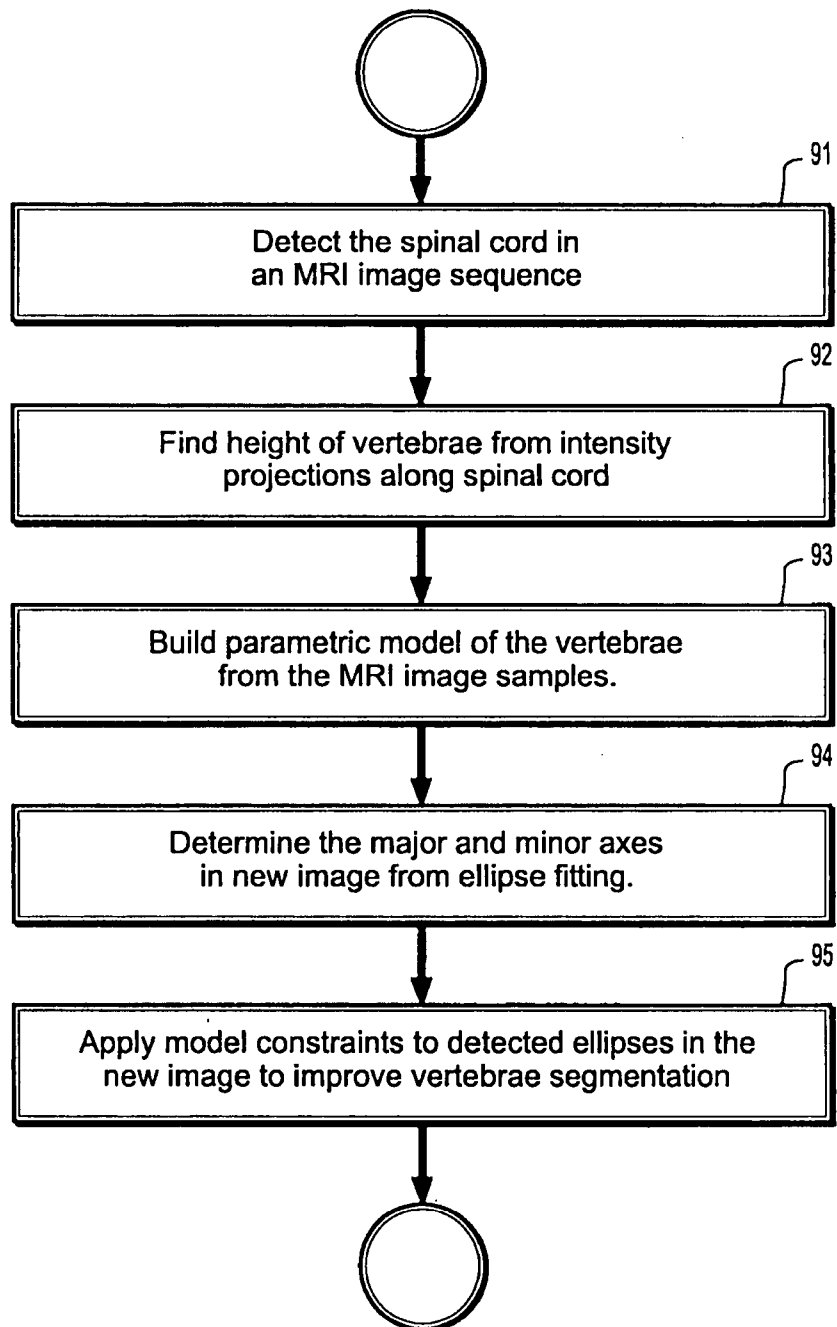 91
Detect the spinal cord in
an MRI image sequence
92
Find height of vertebrae from intensity
projections along spinal cord
93
Build parametric model of the vertebrae
from the MRI image samples.
94
Determine the major and minor axes
in new image from ellipse fitting.
95
Apply model constraints to detected ellipses in the
new image to improve vertebrae segmentation